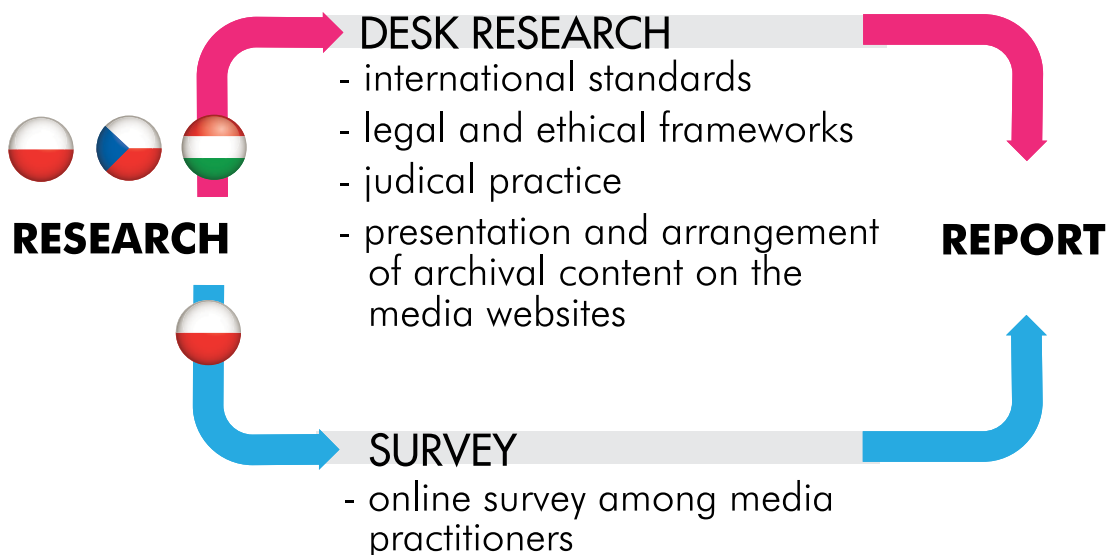 DESK RESEARCH
- international standards
- legal and ethical frameworks
- judical practice
- presentation and arrangement
of archival content on the
media websites
RESEARCH
REPORT
SURVEY
- online survey among media
practitioners